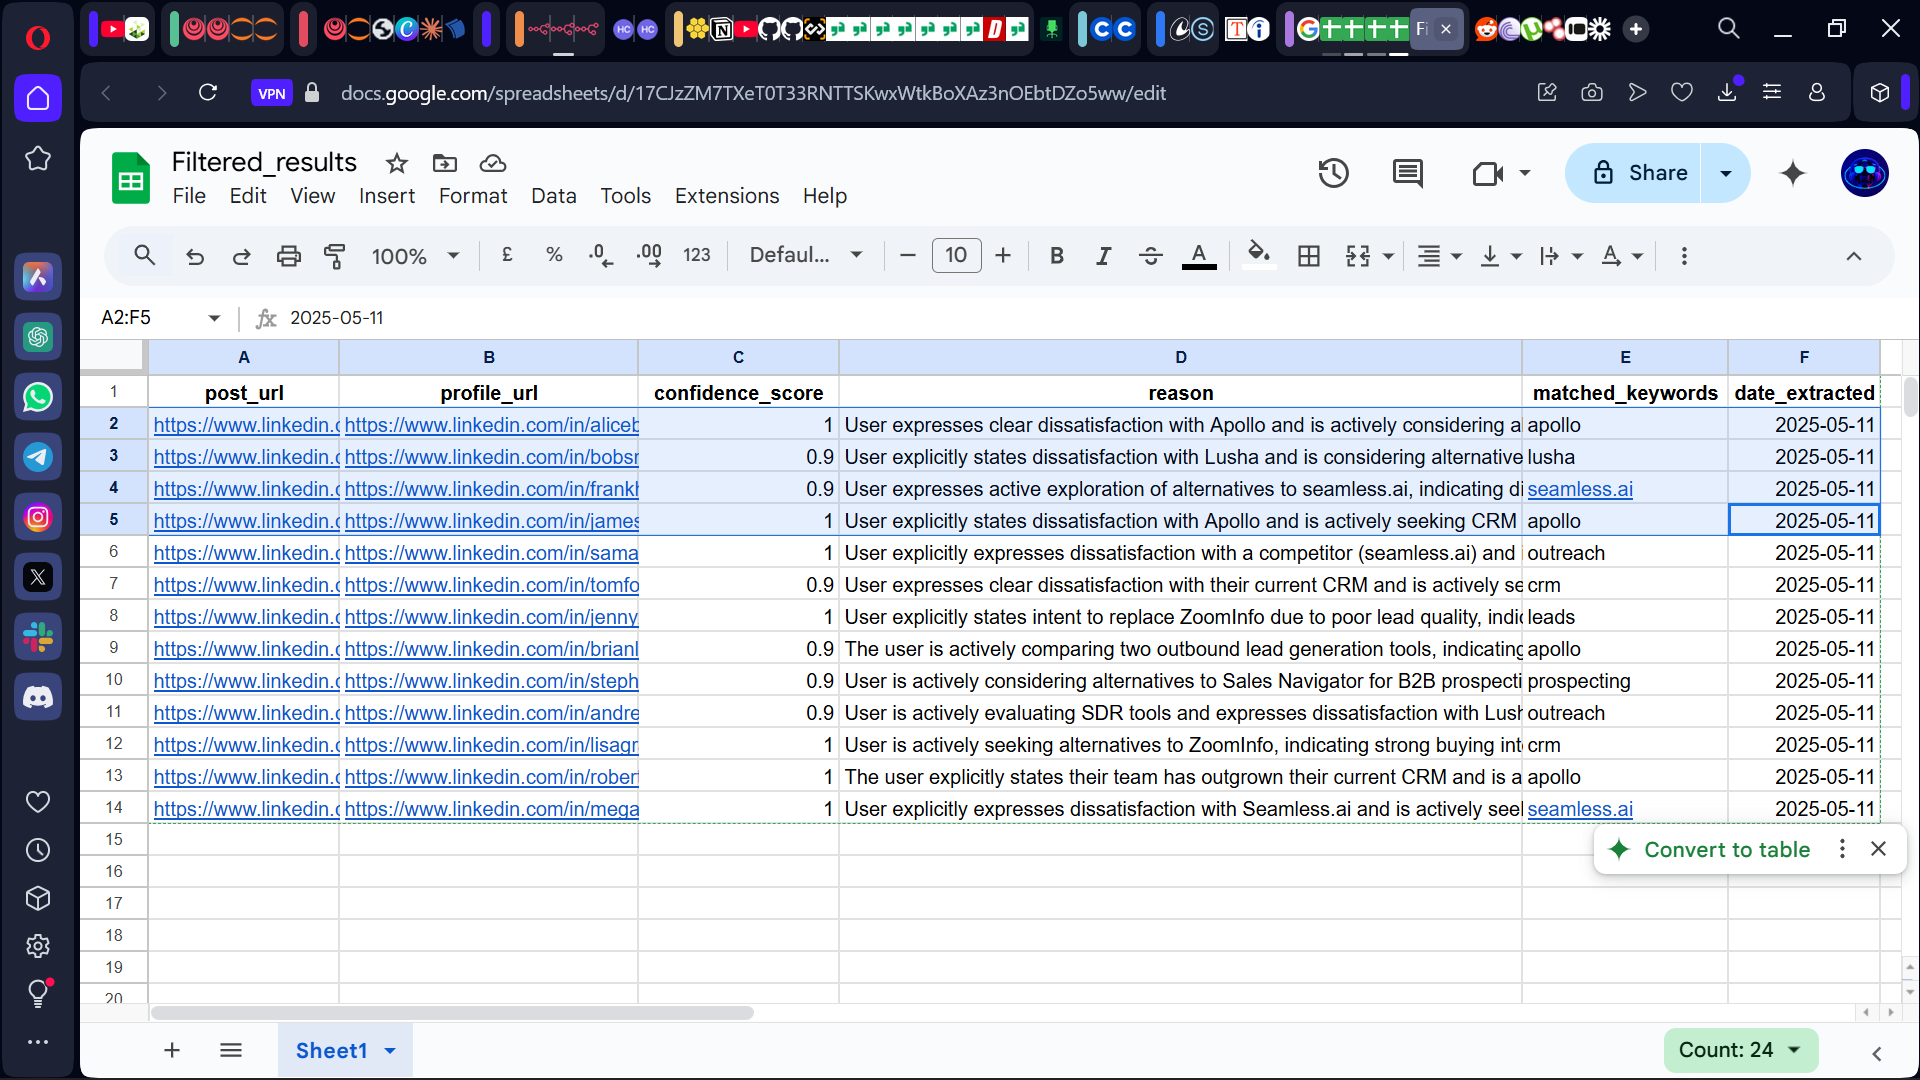 VPN docs.google.com/spreadsheets/d/17CJzZM7TXeT0T33RNTTSKwxWtkBoXAz3nOEbtDZo5ww/edit
Filtered_results
File Edit View Insert Format Data Tools Extensions Help
Share
100% £ % .0 .00 123 Defaul... 10 B I A
A2:F5 fx 2025-05-11
A B C D E F
1 post_url profile_url confidence_score reason matched_keywords date_extracted
2 https://www.linkedin.c https://www.linkedin.com/in/aliceb 1 User expresses clear dissatisfaction with Apollo and is actively considering al apollo 2025-05-11
3 https://www.linkedin.c https://www.linkedin.com/in/bobsr 0.9 User explicitly states dissatisfaction with Lusha and is considering alternative lusha 2025-05-11
4 https://www.linkedin.c https://www.linkedin.com/in/frankh 0.9 User expresses active exploration of alternatives to seamless.ai, indicating di seamless.ai 2025-05-11
5 https://www.linkedin.c https://www.linkedin.com/in/james 1 User explicitly states dissatisfaction with Apollo and is actively seeking CRM apollo 2025-05-11
6 https://www.linkedin.c https://www.linkedin.com/in/sama 1 User explicitly expresses dissatisfaction with a competitor (seamless.ai) and i outreach 2025-05-11
7 https://www.linkedin.c https://www.linkedin.com/in/tomfo 0.9 User expresses clear dissatisfaction with their current CRM and is actively se crm 2025-05-11
8 https://www.linkedin.c https://www.linkedin.com/in/jenny 1 User explicitly states intent to replace ZoomInfo due to poor lead quality, indic leads 2025-05-11
9 https://www.linkedin.c https://www.linkedin.com/in/brianl 0.9 The user is actively comparing two outbound lead generation tools, indicating apollo 2025-05-11
10 https://www.linkedin.c https://www.linkedin.com/in/steph 0.9 User is actively considering alternatives to Sales Navigator for B2B prospecti prospecting 2025-05-11
11 https://www.linkedin.c https://www.linkedin.com/in/andre 0.9 User is actively evaluating SDR tools and expresses dissatisfaction with Lush outreach 2025-05-11
12 https://www.linkedin.c https://www.linkedin.com/in/lisagr 1 User is actively seeking alternatives to ZoomInfo, indicating strong buying inte crm 2025-05-11
13 https://www.linkedin.c https://www.linkedin.com/in/robert 1 The user explicitly states their team has outgrown their current CRM and is a apollo 2025-05-11
14 https://www.linkedin.c https://www.linkedin.com/in/mega 1 User explicitly expresses dissatisfaction with Seamless.ai and is actively seel seamless.ai 2025-05-11
15
Convert to table
16
17
18
19
20
Sheet1
Count: 24